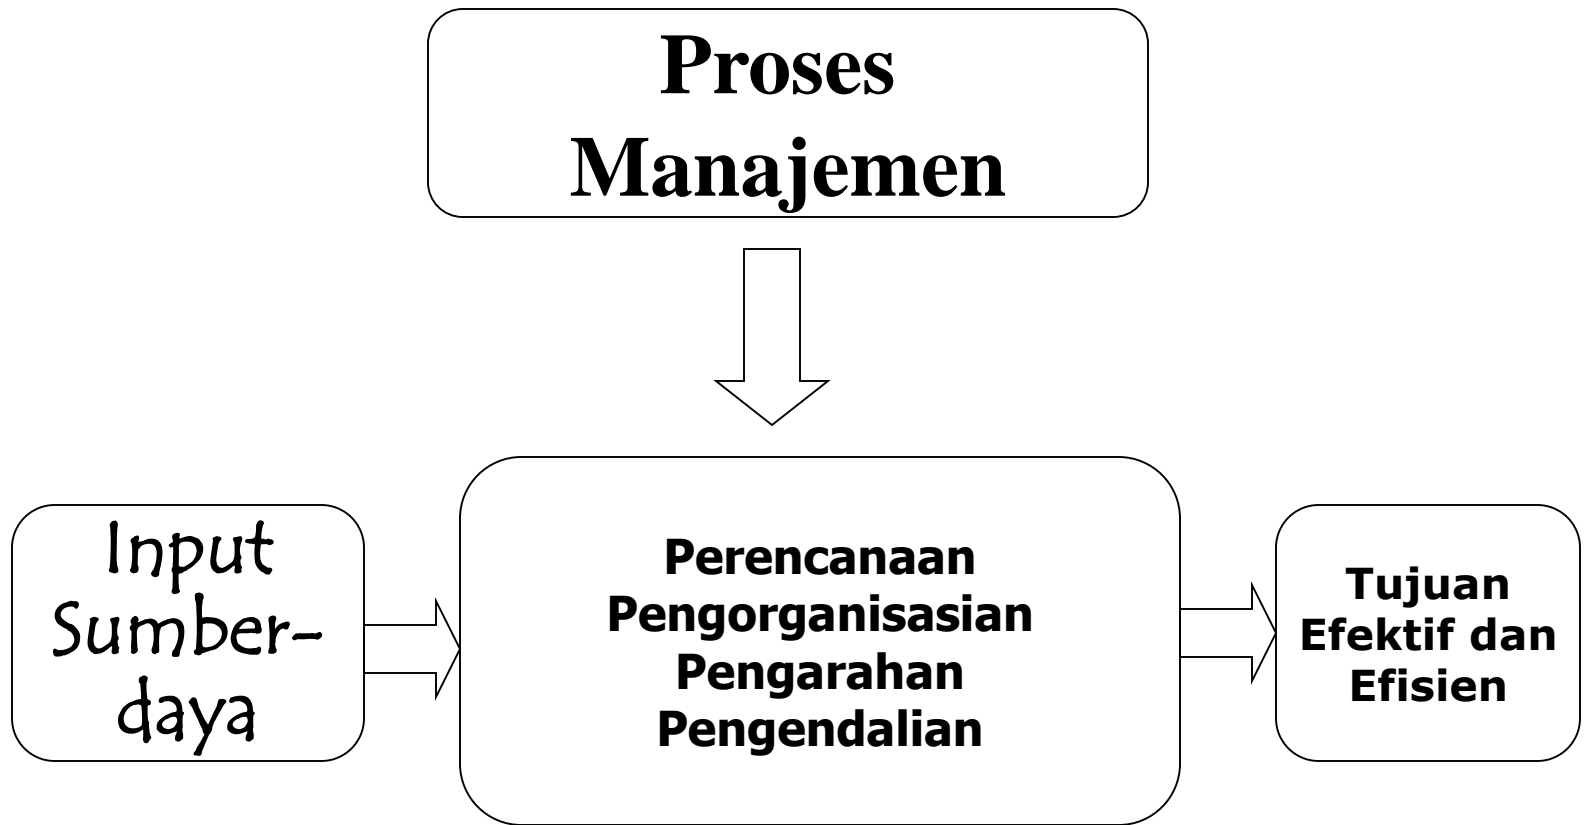 Proses
Manajemen
Input
Sumber-
daya
Perencanaan
Pengorganisasian
Pengarahan
Pengendalian
Tujuan
Efektif dan
Efisien